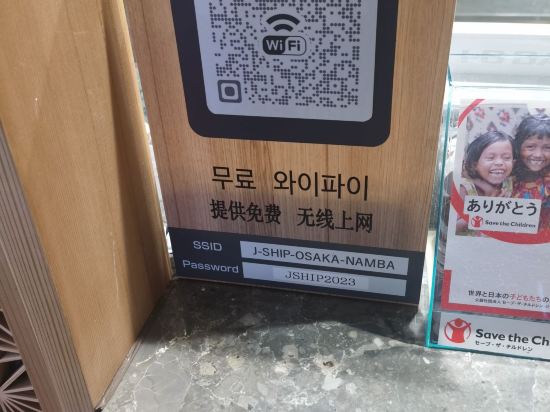 WiFi
무료 와이파이
提供免费 无线上网
SSID J-SHIP-OSAKA-NAMBA
Password JSHIP2023
ありがとう
Save the Children
世界と日本の子どもたちの
Save the Ch
セーブ・ザ・チルドレン